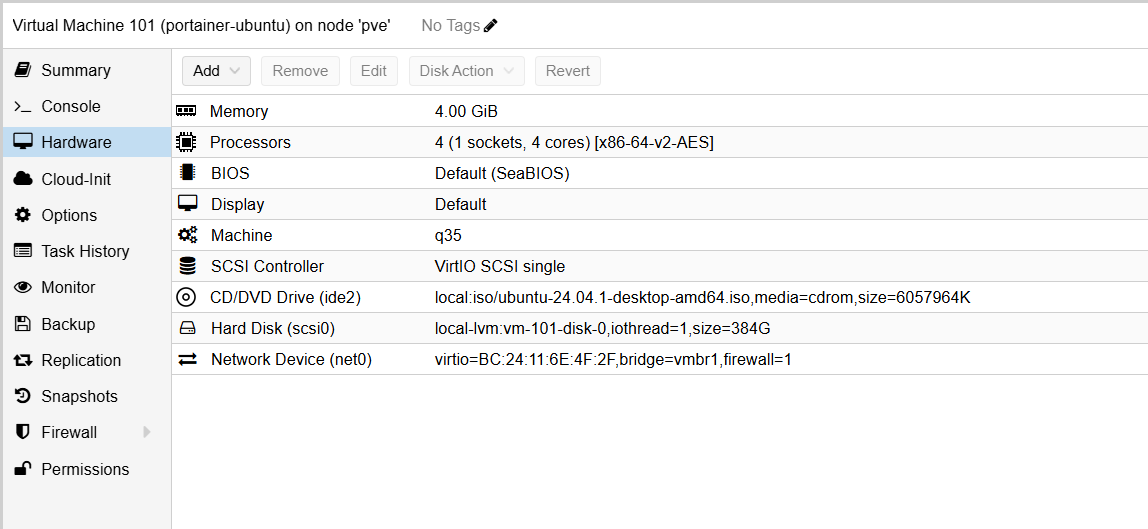 Virtual Machine 101 (portainer-ubuntu) on node 'pve' No Tags
Summary
Console
Hardware
Cloud-Init
Options
Task History
Monitor
Backup
Replication
Snapshots
Firewall
Permissions
Add Remove Edit Disk Action Revert
Memory 4.00 GiB
Processors 4 (1 sockets, 4 cores) [x86-64-v2-AES]
BIOS Default (SeaBIOS)
Display Default
Machine q35
SCSI Controller VirtIO SCSI single
CD/DVD Drive (ide2) local:iso/ubuntu-24.04.1-desktop-amd64.iso,media=cdrom,size=6057964K
Hard Disk (scsi0) local-lvm:vm-101-disk-0,iothread=1,size=384G
Network Device (net0) virtio=BC:24:11:6E:4F:2F,bridge=vmbr1,firewall=1